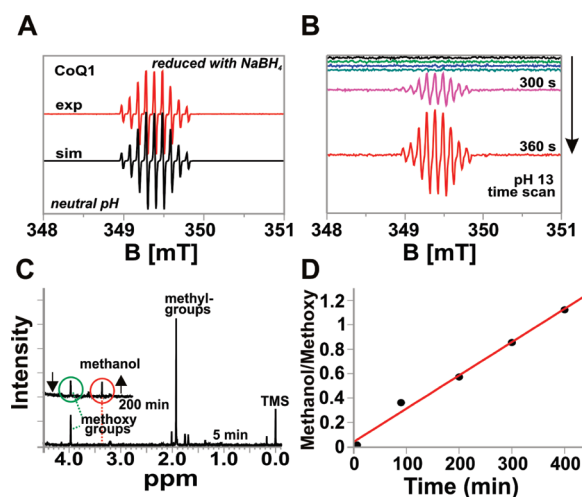 A
CoQ1
reduced with NaBH₄
exp
sim
neutral pH
348
349
350
351
B [mT]
B
300 s
360 s
pH 13
time scan
348
349
350
351
B [mT]
C
Intensity
methyl-
groups
methanol
200 min
methoxy
groups
5 min
TMS
4.0
3.0
2.0
1.0
0.0
ppm
D
Methanol/Methoxy
1.2
1
0.8
0.6
0.4
0.2
0
0
100
200
300
400
Time (min)